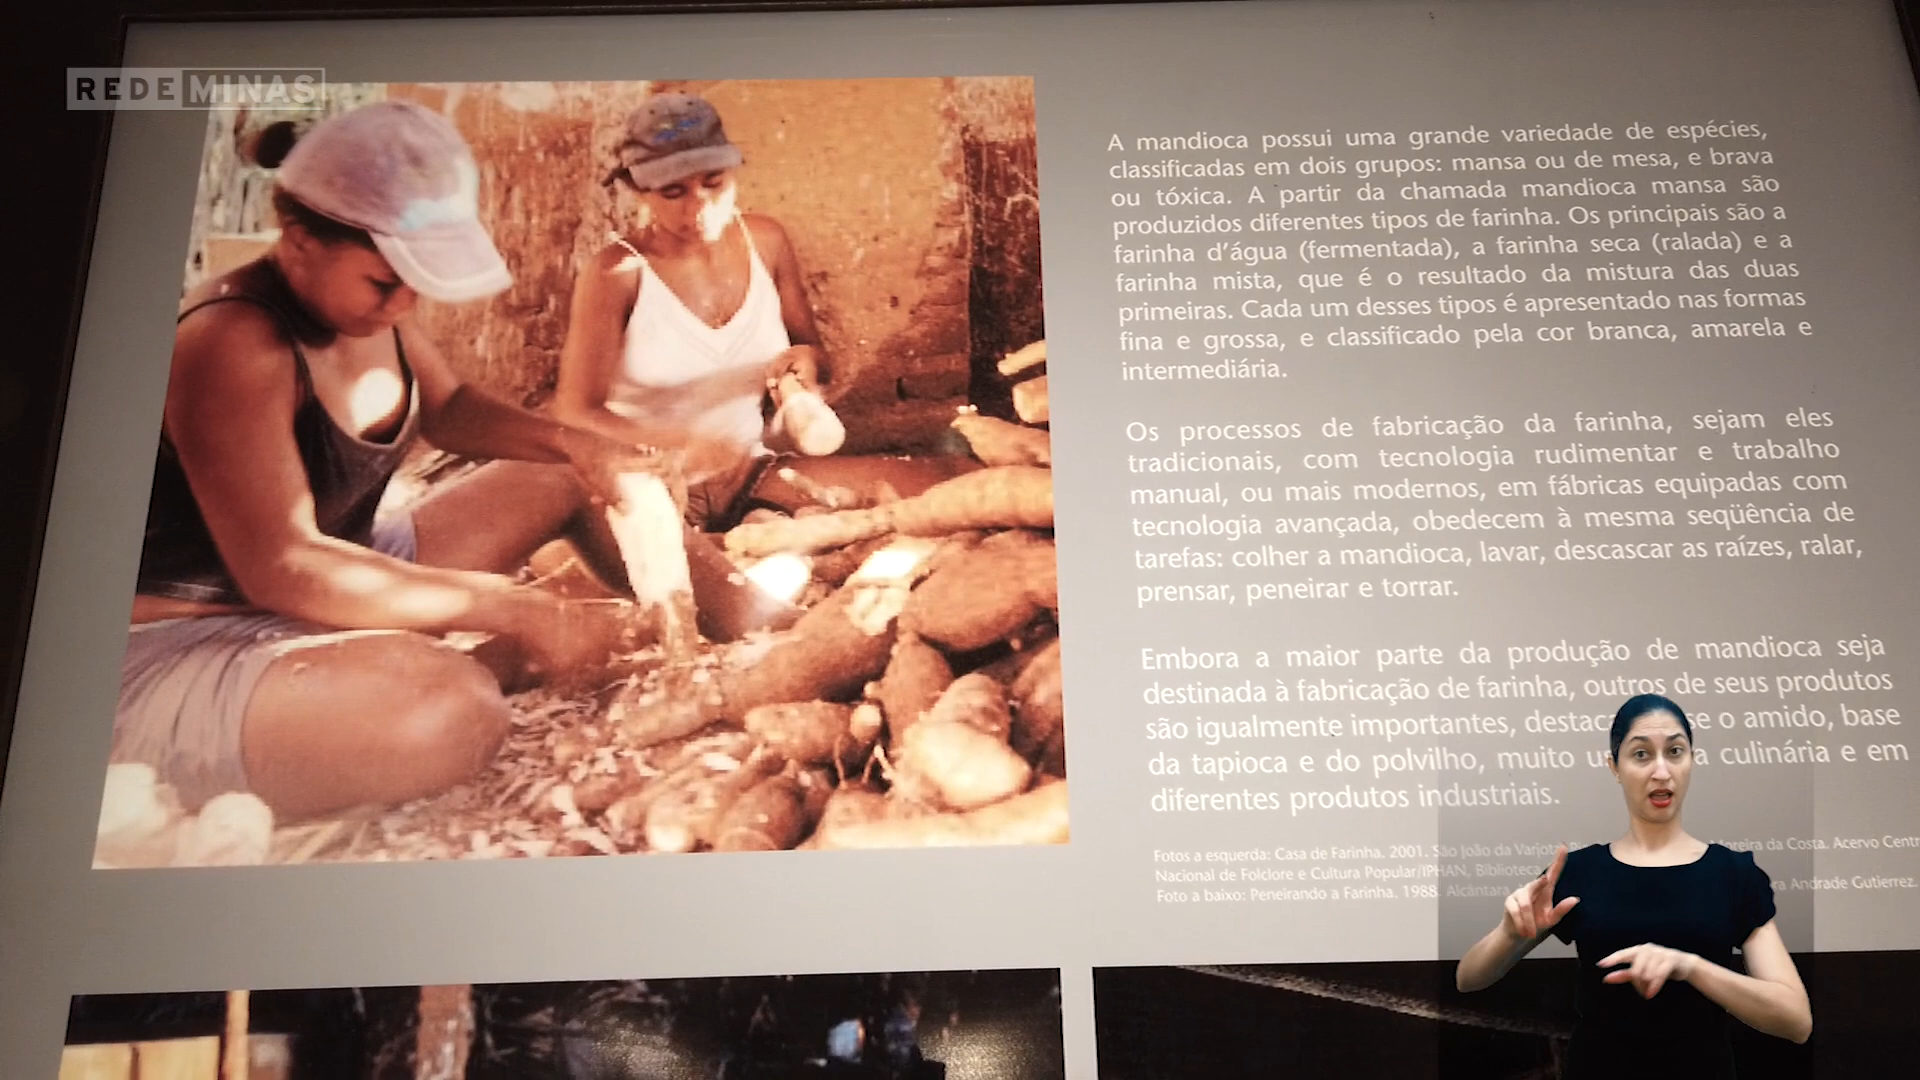 REDE MINAS
A mandioca possui uma grande variedade de espécies,
classificadas em dois grupos: mansa ou de mesa, e brava
ou tóxica. A partir da chamada mandioca mansa são
produzidos diferentes tipos de farinha. Os principais são a
farinha d'água (fermentada), a farinha seca (ralada) e a
farinha mista, que é o resultado da mistura das duas
primeiras. Cada um desses tipos é apresentado nas formas
fina e grossa, e classificado pela cor branca, amarela e
intermediária.
Os processos de fabricação da farinha, sejam eles
tradicionais, com tecnologia rudimentar e trabalho
manual, ou mais modernos, em fábricas equipadas com
tecnologia avançada, obedecem à mesma seqüência de
tarefas: colher a mandioca, lavar, descascar as raízes, ralar,
prensar, peneirar e torrar.
Embora a maior parte da produção de mandioca seja
destinada à fabricação de farinha, outros de seus produtos
são igualmente importantes, o amido, base
da tapioca e do polvilho, muito culinária e em
diferentes produtos industriais.
Fotos a esquerda: Casa de Farinha. 2001. São João da Moreira da Costa. Acervo
Nacional de Folclore e Cultura Popular/IPHAN, Biblioteca
Foto a baixo: Peneirando a Farinha. 1988. Alcântara Andrade Gutierrez.